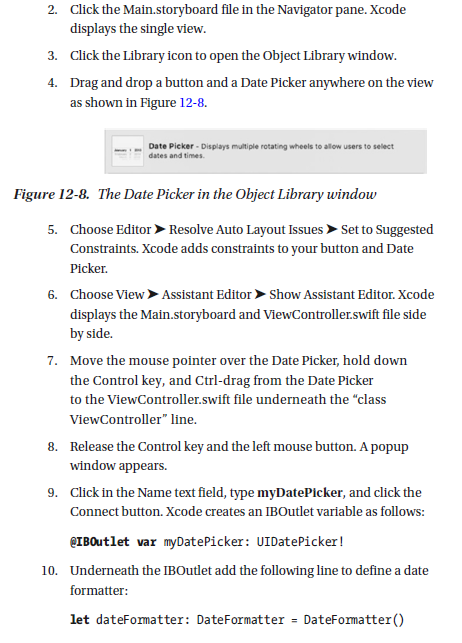 2. Click the Main.storyboard file in the Navigator pane. Xcode
displays the single view.
3. Click the Library icon to open the Object Library window.
4. Drag and drop a button and a Date Picker anywhere on the view
as shown in Figure 12-8.
Date Picker - Displays multiple rotating wheels to allow users to select
dates and times.
Figure 12-8. The Date Picker in the Object Library window
5. Choose Editor ➤ Resolve Auto Layout Issues ➤ Set to Suggested
Constraints. Xcode adds constraints to your button and Date
Picker.
6. Choose View ➤ Assistant Editor ➤ Show Assistant Editor. Xcode
displays the Main.storyboard and ViewController.swift file side
by side.
7. Move the mouse pointer over the Date Picker, hold down
the Control key, and Ctrl-drag from the Date Picker
to the ViewController.swift file underneath the “class
ViewController” line.
8. Release the Control key and the left mouse button. A popup
window appears.
9. Click in the Name text field, type myDatePicker, and click the
Connect button. Xcode creates an IBOutlet variable as follows:
@IBOutlet var myDatePicker: UIDatePicker!
10. Underneath the IBOutlet add the following line to define a date
formatter:
let dateFormatter: DateFormatter = DateFormatter()